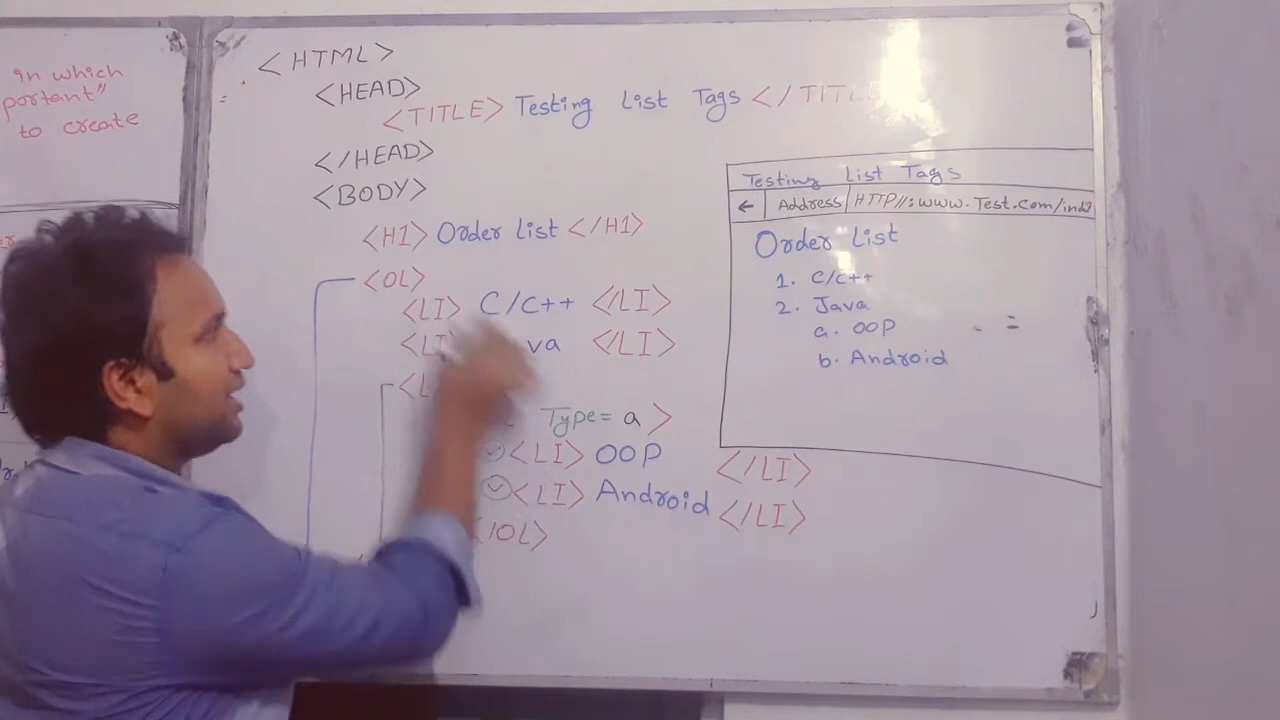 in which
portant"
to create
<HTML>
<HEAD>
<TITLE> Testing List Tags </TITL
</HEAD>
<BODY>
<H1> Order List </H1>
<OL>
<LI> C/C++ </LI>
<LI va </LI>
<L
Type= a >
<LI> OOP </LI>
<LI> Android </LI>
</OL>
Testing List Tags
← Address HTTP//:www.Test.com/ind
Order List
1. C/C++
2. Java
a. OOP
b. Android